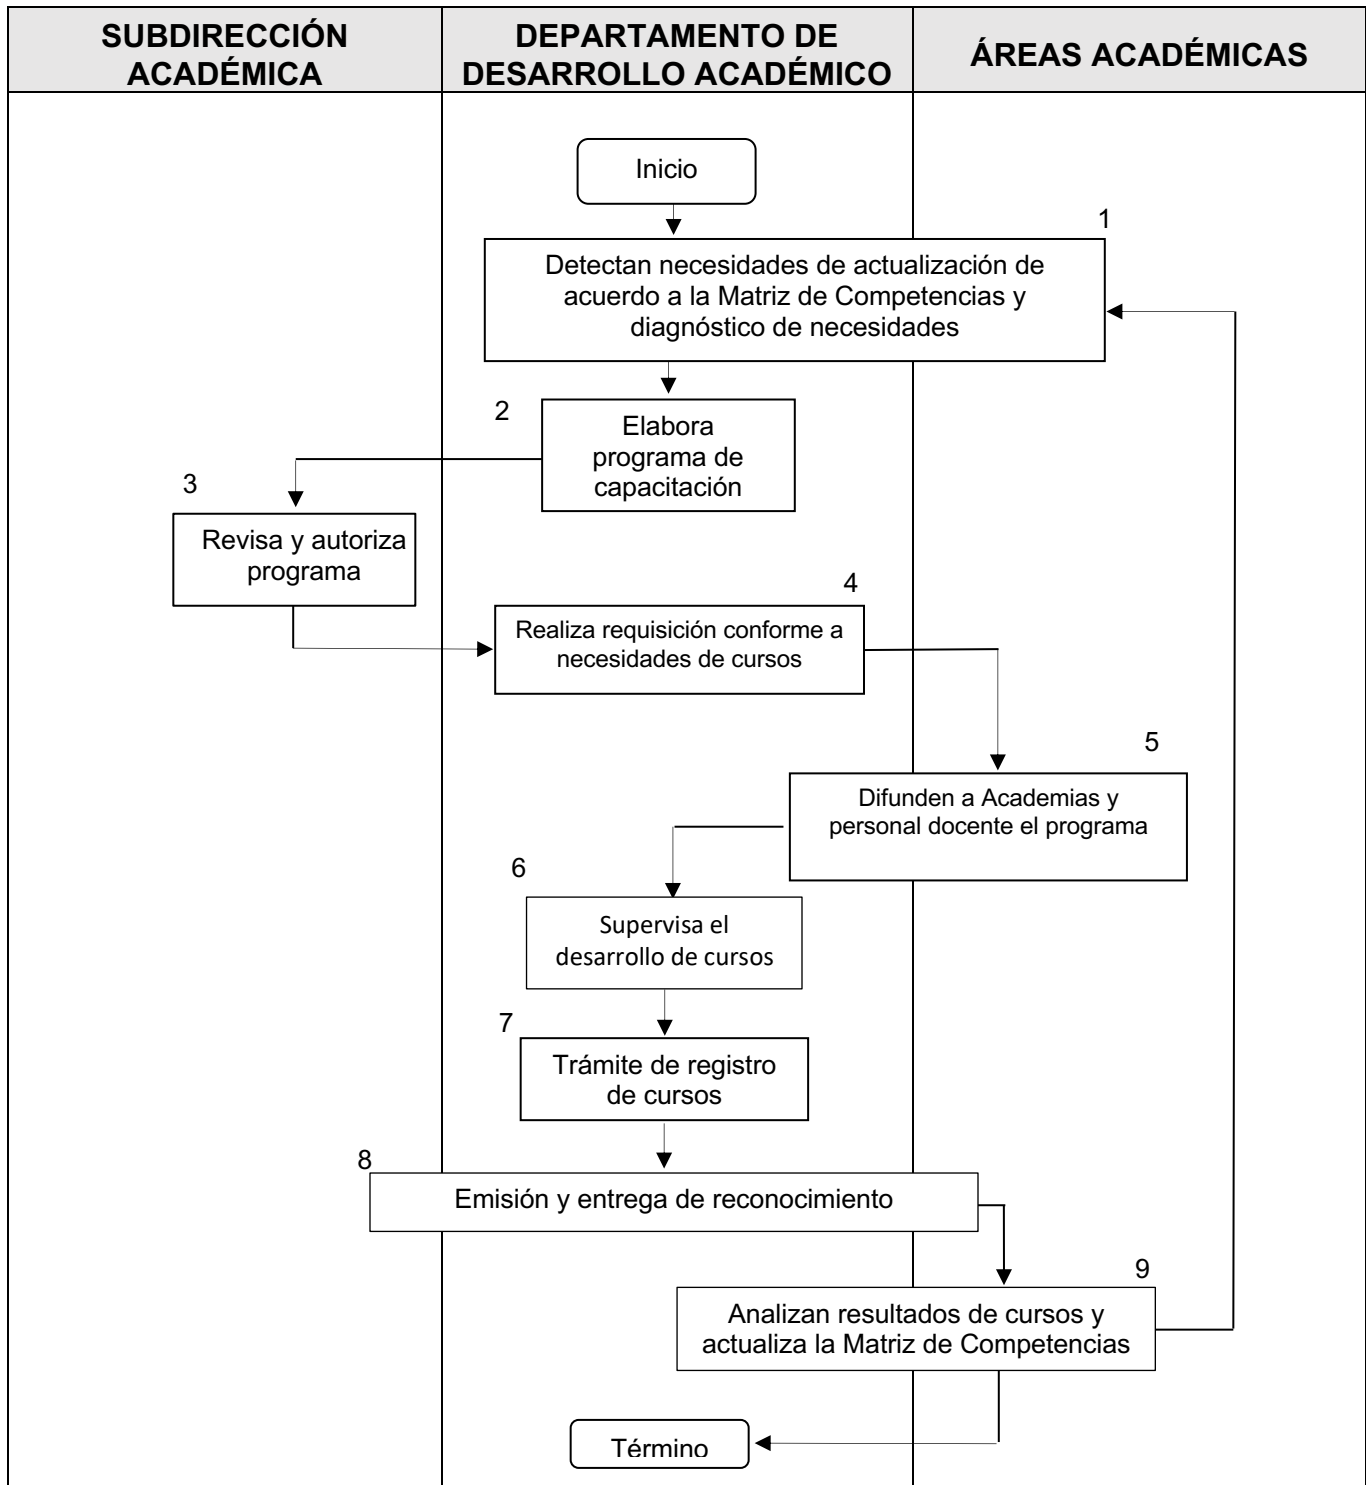 SUBDIRECCIÓN
ACADÉMICA
DEPARTAMENTO DE
DESARROLLO ACADÉMICO
ÁREAS ACADÉMICAS
Inicio
1
Detectan necesidades de actualización de
acuerdo a la Matriz de Competencias y
diagnóstico de necesidades
2
Elabora
programa de
capacitación
3
Revisa y autoriza
programa
4
Realiza requisición conforme a
necesidades de cursos
5
Difunden a Academias y
personal docente el programa
6
Supervisa el
desarrollo de cursos
7
Trámite de registro
de cursos
8
Emisión y entrega de reconocimiento
9
Analizan resultados de cursos y
actualiza la Matriz de Competencias
Término